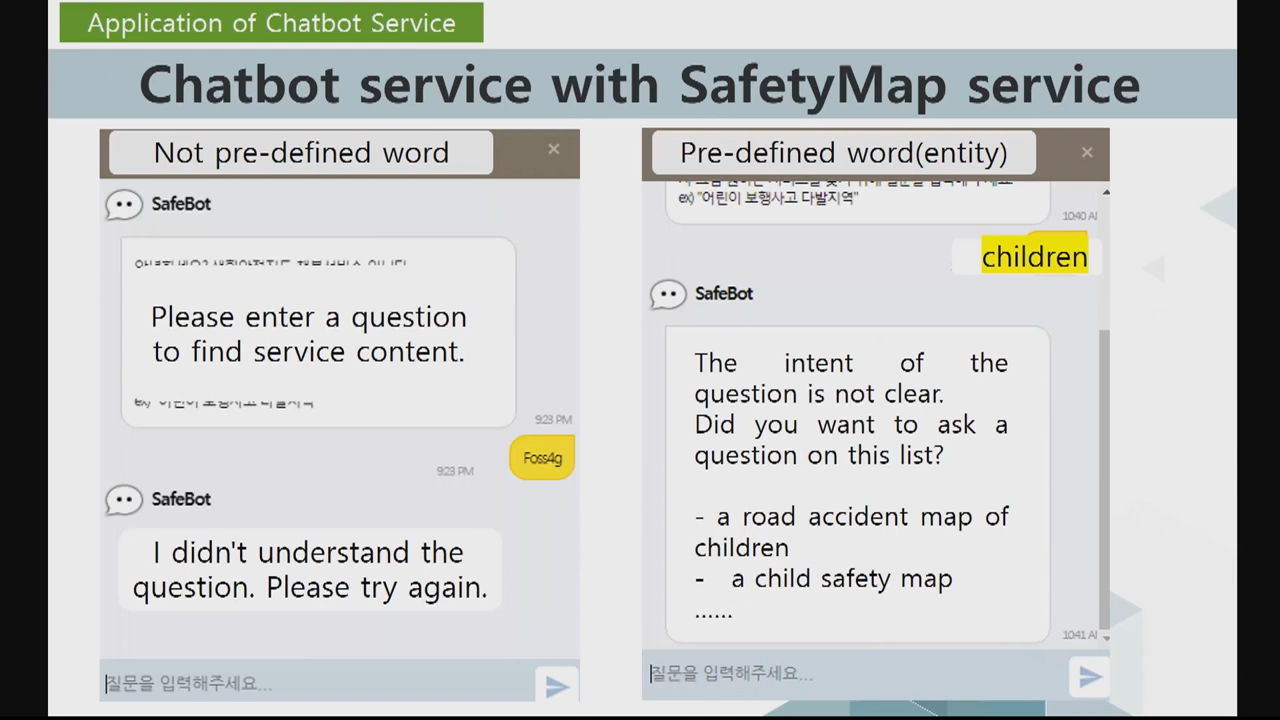 Application of Chatbot Service
Chatbot service with SafetyMap service
Not pre-defined word
×
SafeBot
Please enter a question
to find service content.
9:23 PM
Foss4g
9:23 PM
SafeBot
I didn't understand the
question. Please try again.
질문을 입력해주세요...
Pre-defined word(entity)
×
ex) "어린이 보행사고 다발지역"
10:40 AM
children
SafeBot
The intent of the
question is not clear.
Did you want to ask a
question on this list?
- a road accident map of
children
- a child safety map
......
10:41 AM
질문을 입력해주세요...